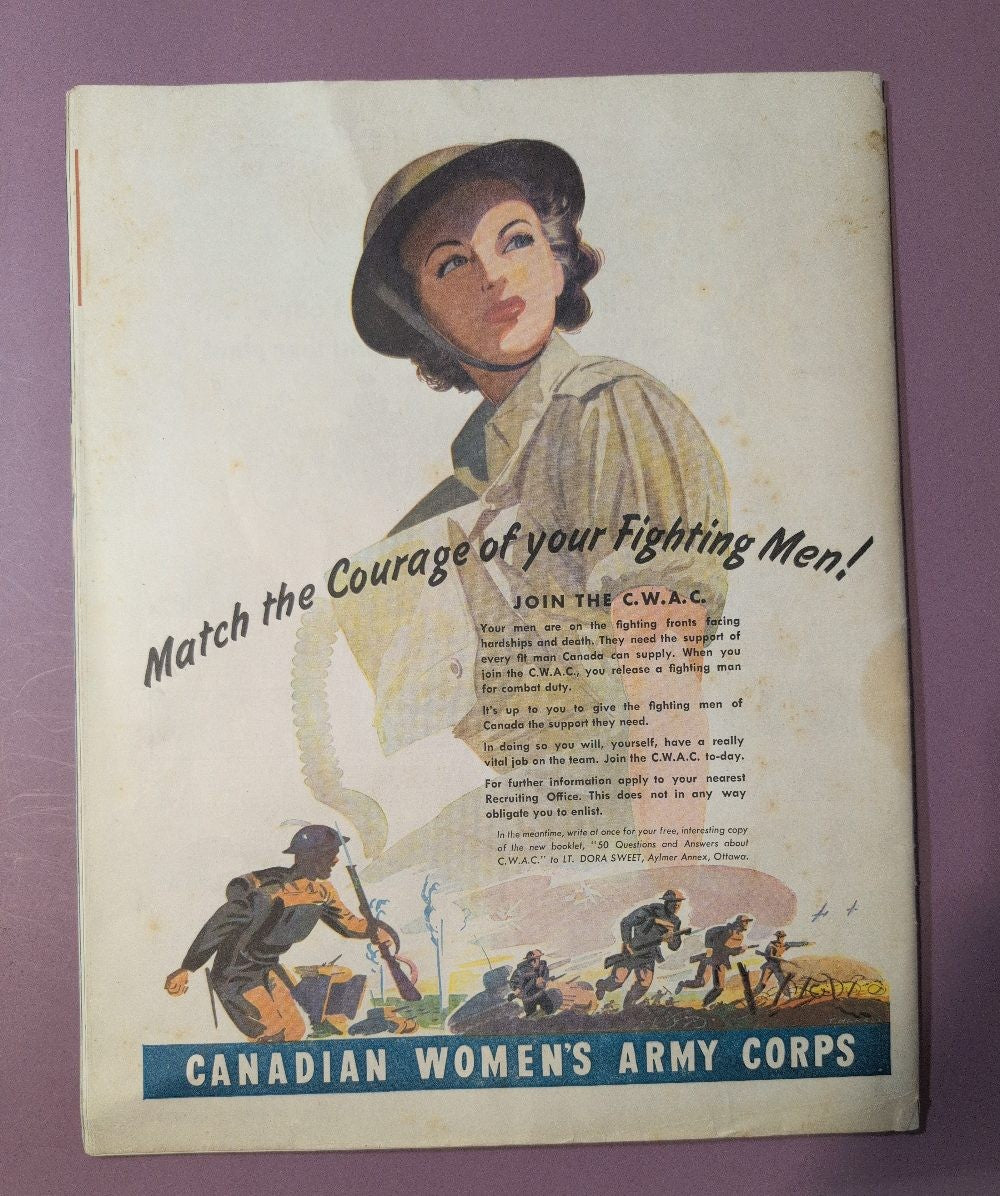 Match the Courage of your Fighting Men!
JOIN THE C.W.A.C.
Your men are on the fighting fronts facing
hardships and death. They need the support of
every fit man Canada can supply. When you
join the C.W.A.C., you release a fighting man
for combat duty.
It's up to you to give the fighting men of
Canada the support they need.
In doing so you will, yourself, have a really
vital job on the team. Join the C.W.A.C. to-day.
For further information apply to your nearest
Recruiting Office. This does not in any way
obligate you to enlist.
In the meantime, write at once for your free, interesting copy
of the new booklet, "50 Questions and Answers about
C.W.A.C." to LT. DORA SWEET, Aylmer Annex, Ottawa.
CANADIAN WOMEN'S ARMY CORPS